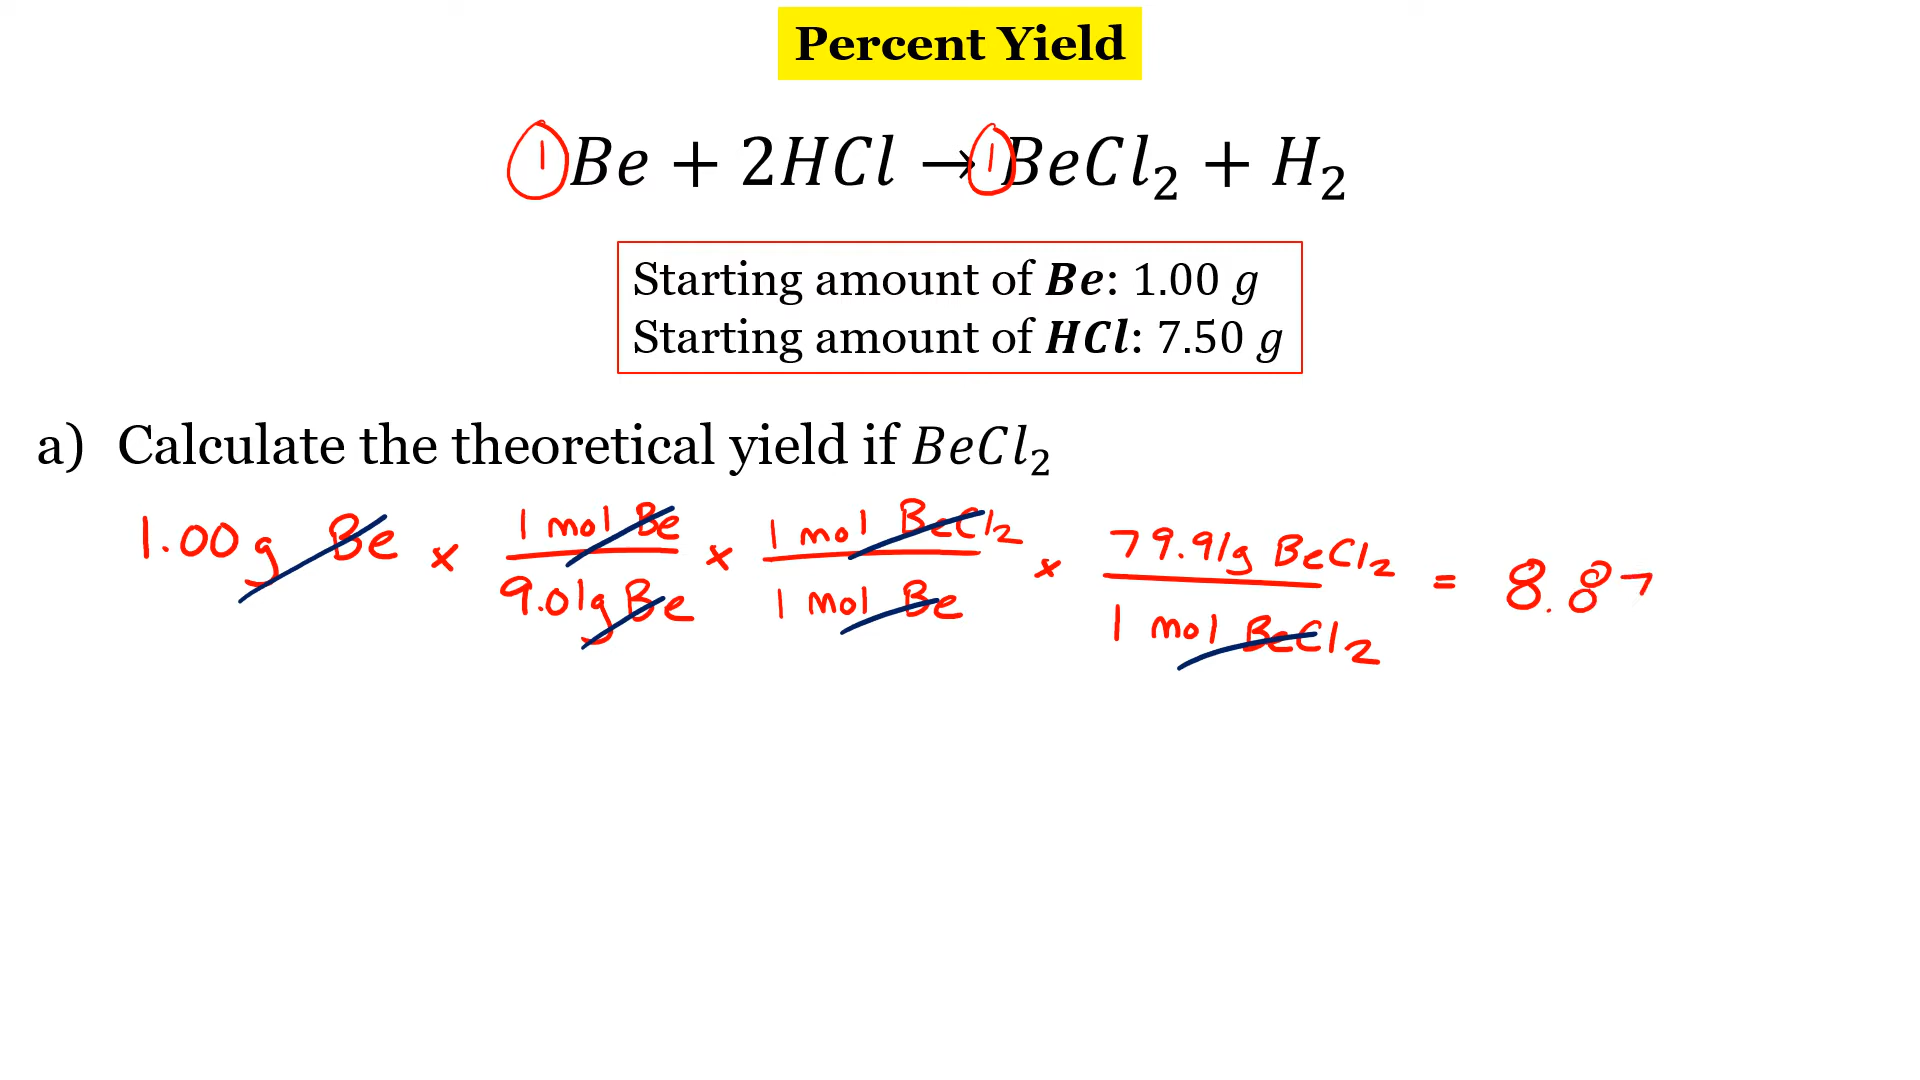 Percent Yield
1 Be + 2HCl → 1 BeCl₂ + H₂
Starting amount of Be: 1.00 g
Starting amount of HCl: 7.50 g
a) Calculate the theoretical yield if BeCl₂
1.00 g Be × 1 mol Be / 9.01g Be × 1 mol BeCl₂ / 1 mol Be × 79.91g BeCl₂ / 1 mol BeCl₂ = 8.87